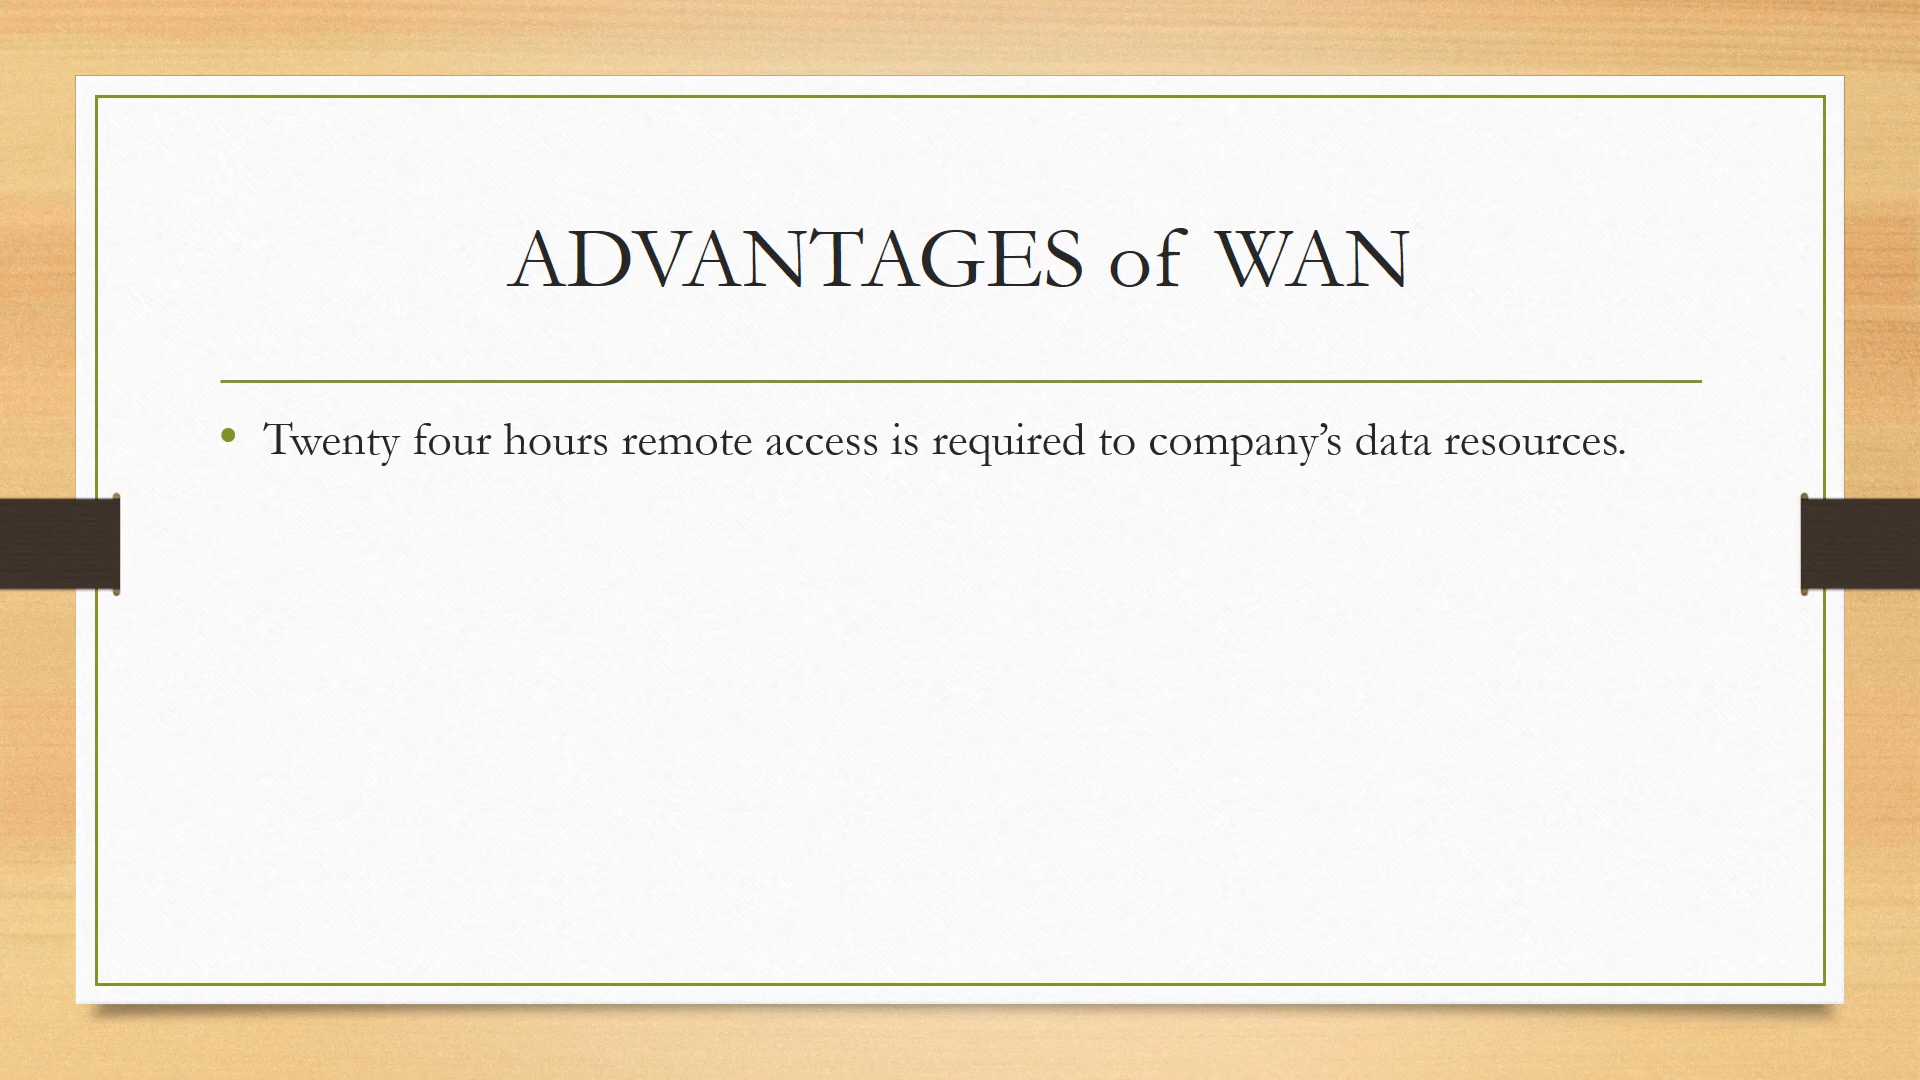 ADVANTAGES of WAN
• Twenty four hours remote access is required to company’s data resources.